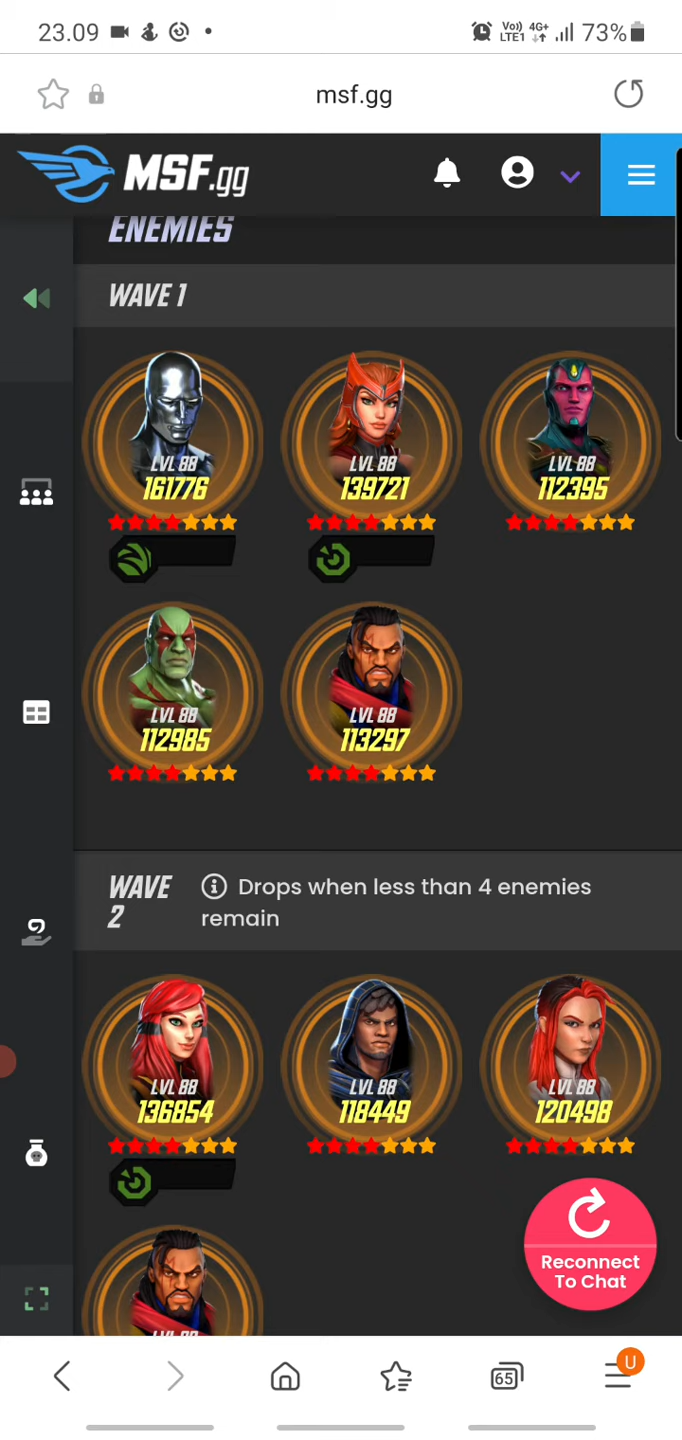 23.09
Vo)) 4G+
LTE1
73%
msf.gg
MSF.gg
ENEMIES
WAVE 1
LVL 88
161776
LVL 88
139721
LVL 88
112395
LVL 88
112985
LVL 88
113297
WAVE
2
Drops when less than 4 enemies
remain
LVL 88
136854
LVL 88
118449
LVL 88
120498
LVL 88
Reconnect
To Chat
65
U